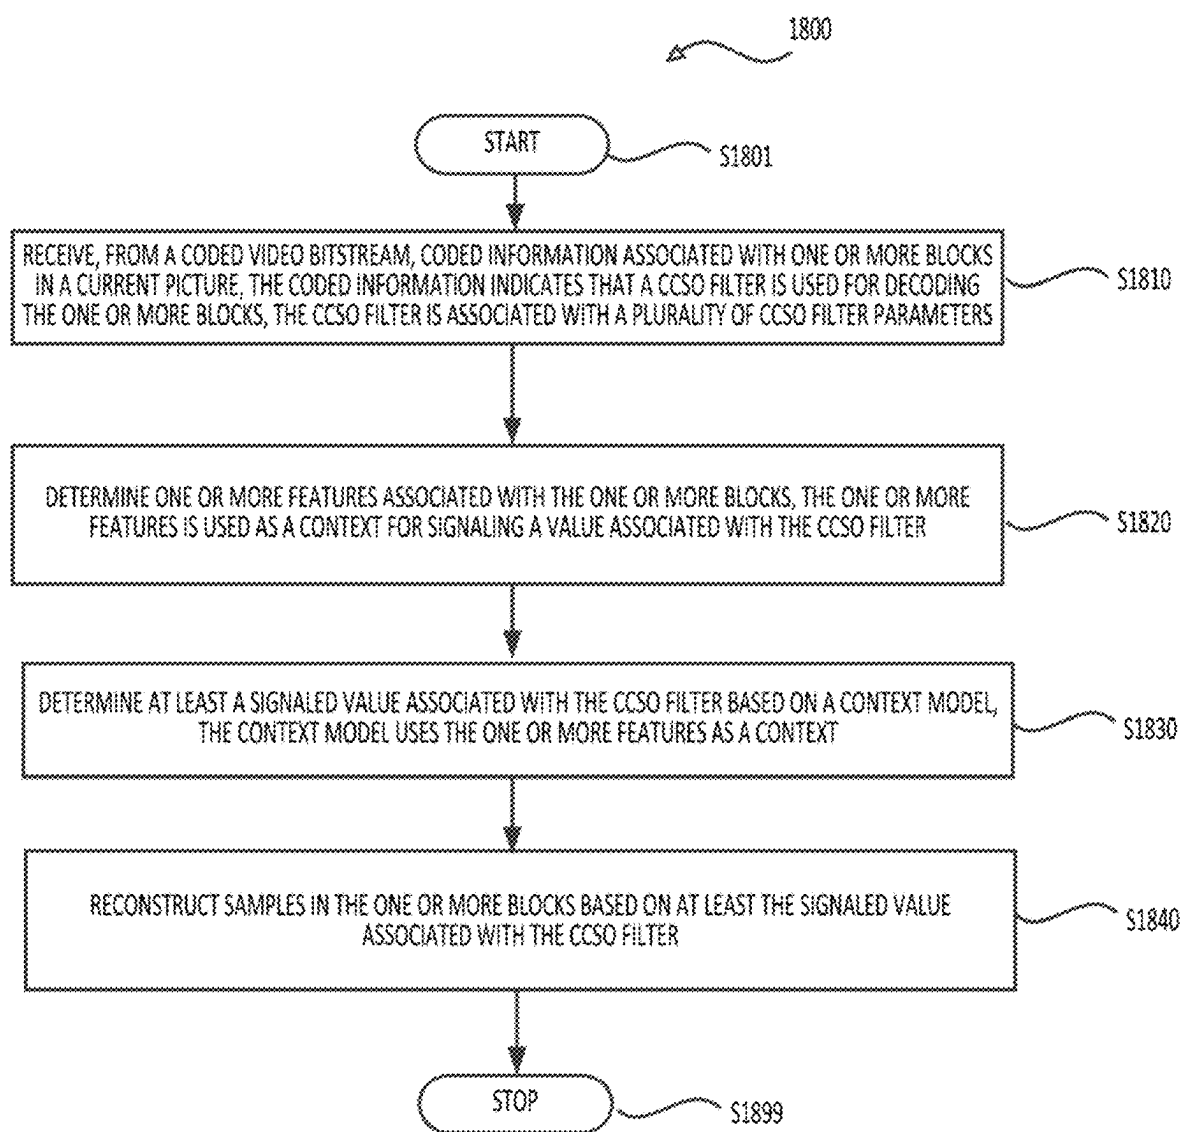 1800
START
S1801
RECEIVE, FROM A CODED VIDEO BITSTREAM, CODED INFORMATION ASSOCIATED WITH ONE OR MORE BLOCKS
IN A CURRENT PICTURE, THE CODED INFORMATION INDICATES THAT A CCSO FILTER IS USED FOR DECODING
THE ONE OR MORE BLOCKS, THE CCSO FILTER IS ASSOCIATED WITH A PLURALITY OF CCSO FILTER PARAMETERS
S1810
DETERMINE ONE OR MORE FEATURES ASSOCIATED WITH THE ONE OR MORE BLOCKS, THE ONE OR MORE
FEATURES IS USED AS A CONTEXT FOR SIGNALING A VALUE ASSOCIATED WITH THE CCSO FILTER
S1820
DETERMINE AT LEAST A SIGNALED VALUE ASSOCIATED WITH THE CCSO FILTER BASED ON A CONTEXT MODEL,
THE CONTEXT MODEL USES THE ONE OR MORE FEATURES AS A CONTEXT
S1830
RECONSTRUCT SAMPLES IN THE ONE OR MORE BLOCKS BASED ON AT LEAST THE SIGNALED VALUE
ASSOCIATED WITH THE CCSO FILTER
S1840
STOP
S1899